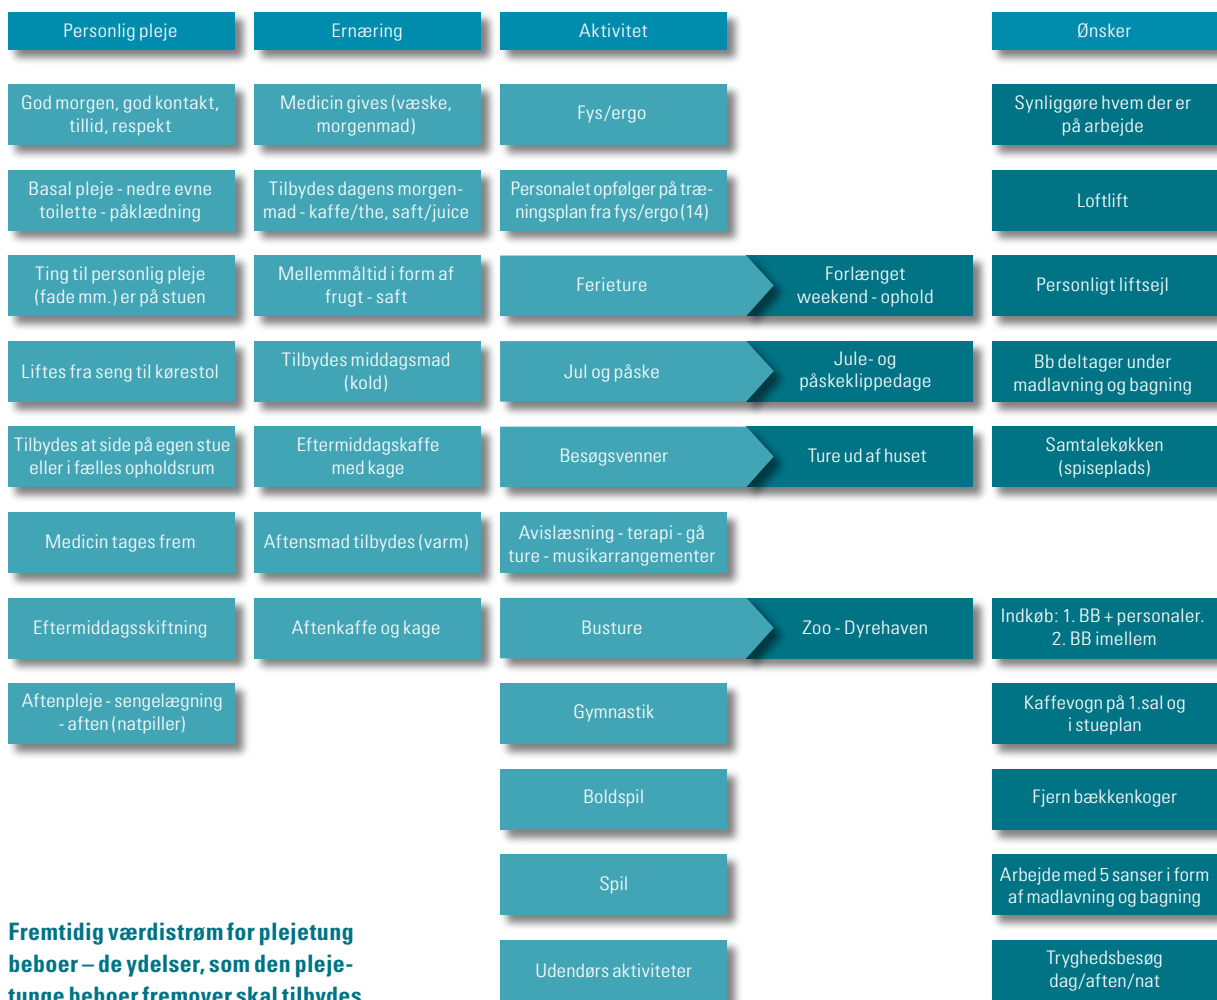 Personlig pleje
Ernæring
Aktivitet
Ønsker
God morgen, god kontakt,
tillid, respekt
Medicin gives (væske,
morgenmad)
Fys/ergo
Synliggøre hvem der er
på arbejde
Basal pleje - nedre evne
toilette - påklædning
Tilbydes dagens morgen-
mad - kaffe/the, saft/juice
Personalet opfølger på træ-
ningsplan fra fys/ergo (14)
Loftlift
Ting til personlig pleje
(fade mm.) er på stuen
Mellemmåltid i form af
frugt - saft
Ferieture
Forlænget
weekend - ophold
Personligt liftsejl
Liftes fra seng til kørestol
Tilbydes middagsmad
(kold)
Jul og påske
Jule- og
påskeklippedage
Bb deltager under
madlavning og bagning
Tilbydes at side på egen stue
eller i fælles opholdsrum
Eftermiddagskaffe
med kage
Besøgsvenner
Ture ud af huset
Samtalekøkken
(spiseplads)
Medicin tages frem
Aftensmad tilbydes (varm)
Avislæsning - terapi - gå
ture - musikarrangementer
Eftermiddagsskiftning
Aftenkaffe og kage
Busture
Zoo - Dyrehaven
Indkøb: 1. BB + personaler.
2. BB imellem
Aftenpleje - sengelægning
- aften (natpiller)
Gymnastik
Kaffevogn på 1.sal og
i stueplan
Boldspil
Fjern bækkenkoger
Spil
Arbejde med 5 sanser i form
af madlavning og bagning
Udendørs aktiviteter
Tryghedsbesøg
dag/aften/nat
Fremtidig værdistrøm for plejetung
beboer – de ydelser, som den pleje-
tunge beboer fremover skal tilbydes